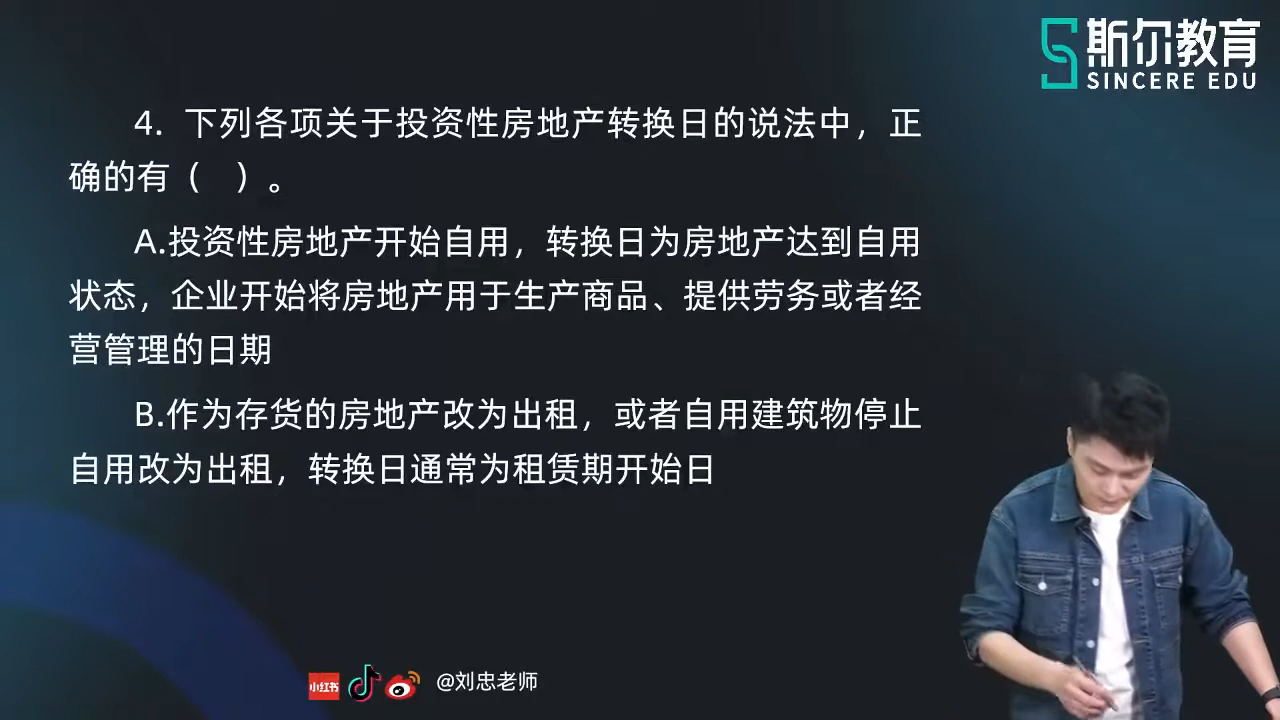 斯尔教育
SINCERE EDU
4. 下列各项关于投资性房地产转换日的说法中，正
确的有（ ）。
A.投资性房地产开始自用，转换日为房地产达到自用
状态，企业开始将房地产用于生产商品、提供劳务或者经
营管理的日期
B.作为存货的房地产改为出租，或者自用建筑物停止
自用改为出租，转换日通常为租赁期开始日
小红书 @刘忠老师